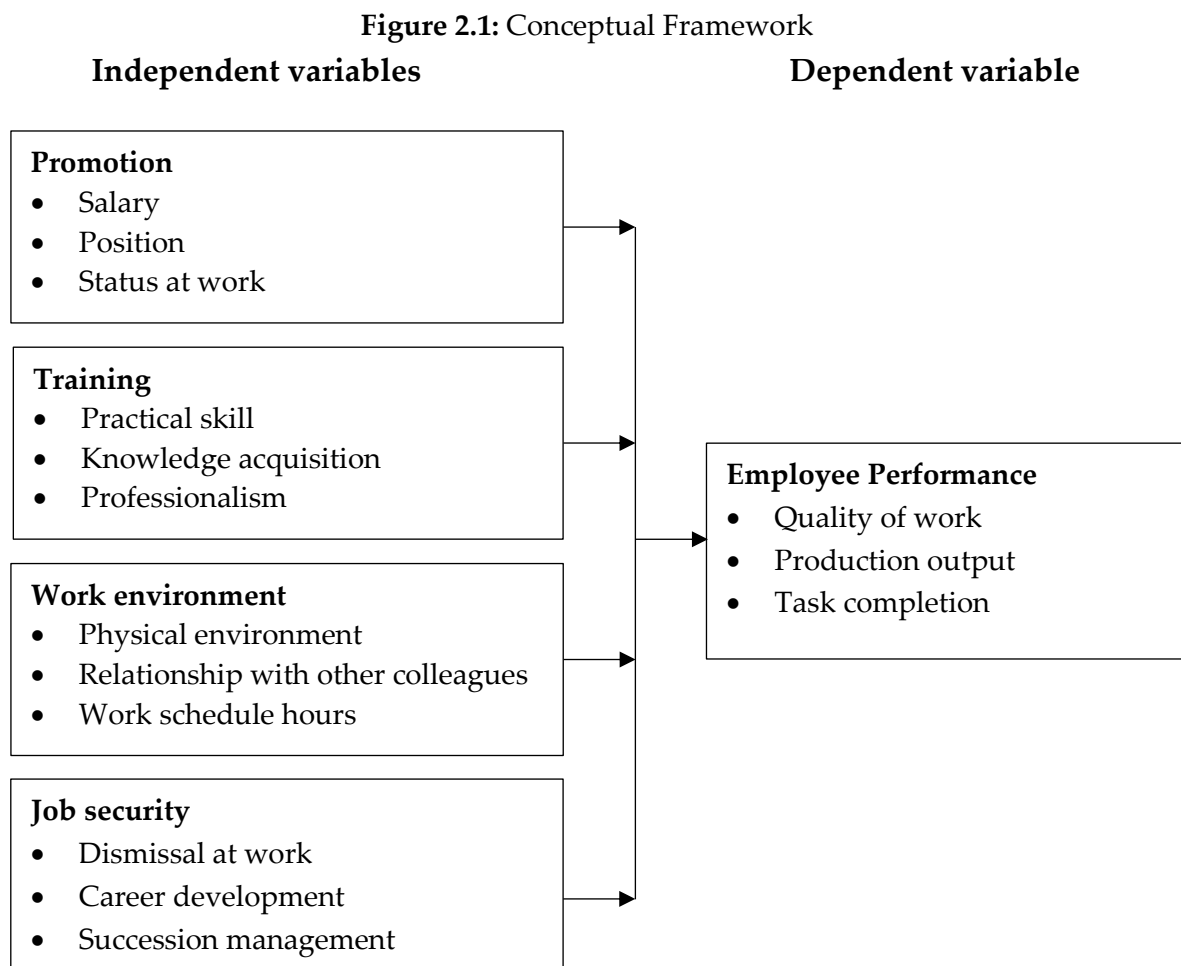 Figure 2.1: Conceptual Framework
Independent variables
Dependent variable
Promotion
• Salary
• Position
• Status at work
Training
• Practical skill
• Knowledge acquisition
• Professionalism
Work environment
• Physical environment
• Relationship with other colleagues
• Work schedule hours
Job security
• Dismissal at work
• Career development
• Succession management
Employee Performance
• Quality of work
• Production output
• Task completion